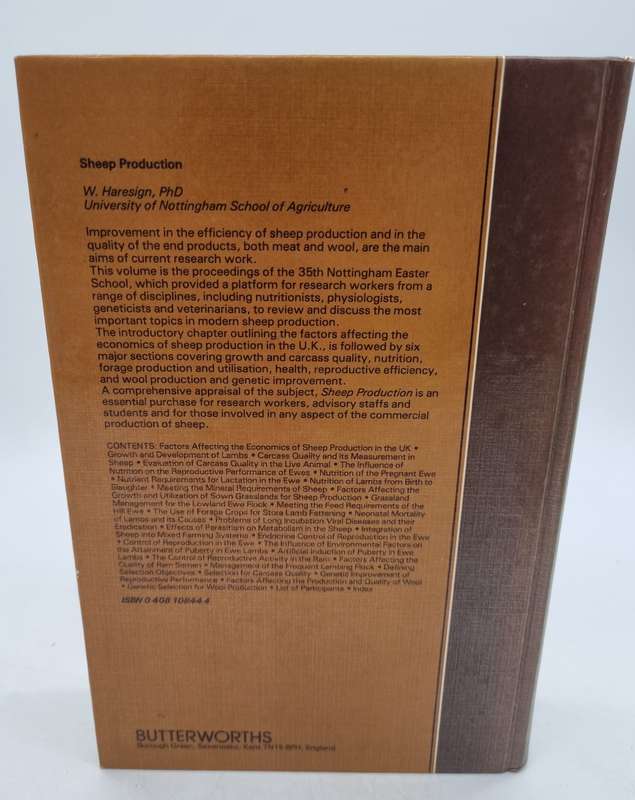 Sheep Production
W. Haresign, PhD
University of Nottingham School of Agriculture
Improvement in the efficiency of sheep production and in the
quality of the end products, both meat and wool, are the main
aims of current research work.
This volume is the proceedings of the 35th Nottingham Easter
School, which provided a platform for research workers from a
range of disciplines, including nutritionists, physiologists,
geneticists and veterinarians, to review and discuss the most
important topics in modern sheep production.
The introductory chapter outlining the factors affecting the
economics of sheep production in the U.K., is followed by six
major sections covering growth and carcass quality, nutrition,
forage production and utilisation, health, reproductive efficiency,
and wool production and genetic improvement.
A comprehensive appraisal of the subject, Sheep Production is an
essential purchase for research workers, advisory staffs and
students and for those involved in any aspect of the commercial
production of sheep.
CONTENTS: Factors Affecting the Economics of Sheep Production in the UK •
Growth and Development of Lambs • Carcass Quality and its Measurement in
Sheep • Evaluation of Carcass Quality in the Live Animal • The Influence of
Nutrition on the Reproductive Performance of Ewes • Nutrition of the Pregnant Ewe
• Nutrient Requirements for Lactation in the Ewe • Nutrition of Lambs from Birth to
Slaughter • Meeting the Mineral Requirements of Sheep • Factors Affecting the
Growth and Utilization of Sown Grasslands for Sheep Production • Grassland
Management for the Lowland Ewe Flock • Meeting the Feed Requirements of the
Hill Ewe • The Use of Forage Crops for Store Lamb Fattening • Neonatal Mortality
of Lambs and its Causes • Problems of Long Incubation Viral Diseases and their
Eradication • Effects of Parasitism on Metabolism in the Sheep • Integration of
Sheep into Mixed Farming Systems • Endocrine Control of Reproduction in the Ewe
• Control of Reproduction in the Ewe • The Influence of Environmental Factors on
the Attainment of Puberty in Ewe Lambs • Artificial Induction of Puberty in Ewe
Lambs • The Control of Reproductive Activity in the Ram • Factors Affecting the
Quality of Ram Semen • Management of the Frequent Lambing Flock • Defining
Selection Objectives • Selection for Carcass Quality • Genetic Improvement of
Reproductive Performance • Factors Affecting the Production and Quality of Wool
• Genetic Selection for Wool Production • List of Participants • Index
ISBN 0 408 10844 4
BUTTERWORTHS
Borough Green, Sevenoaks, Kent TN15 8PH, England